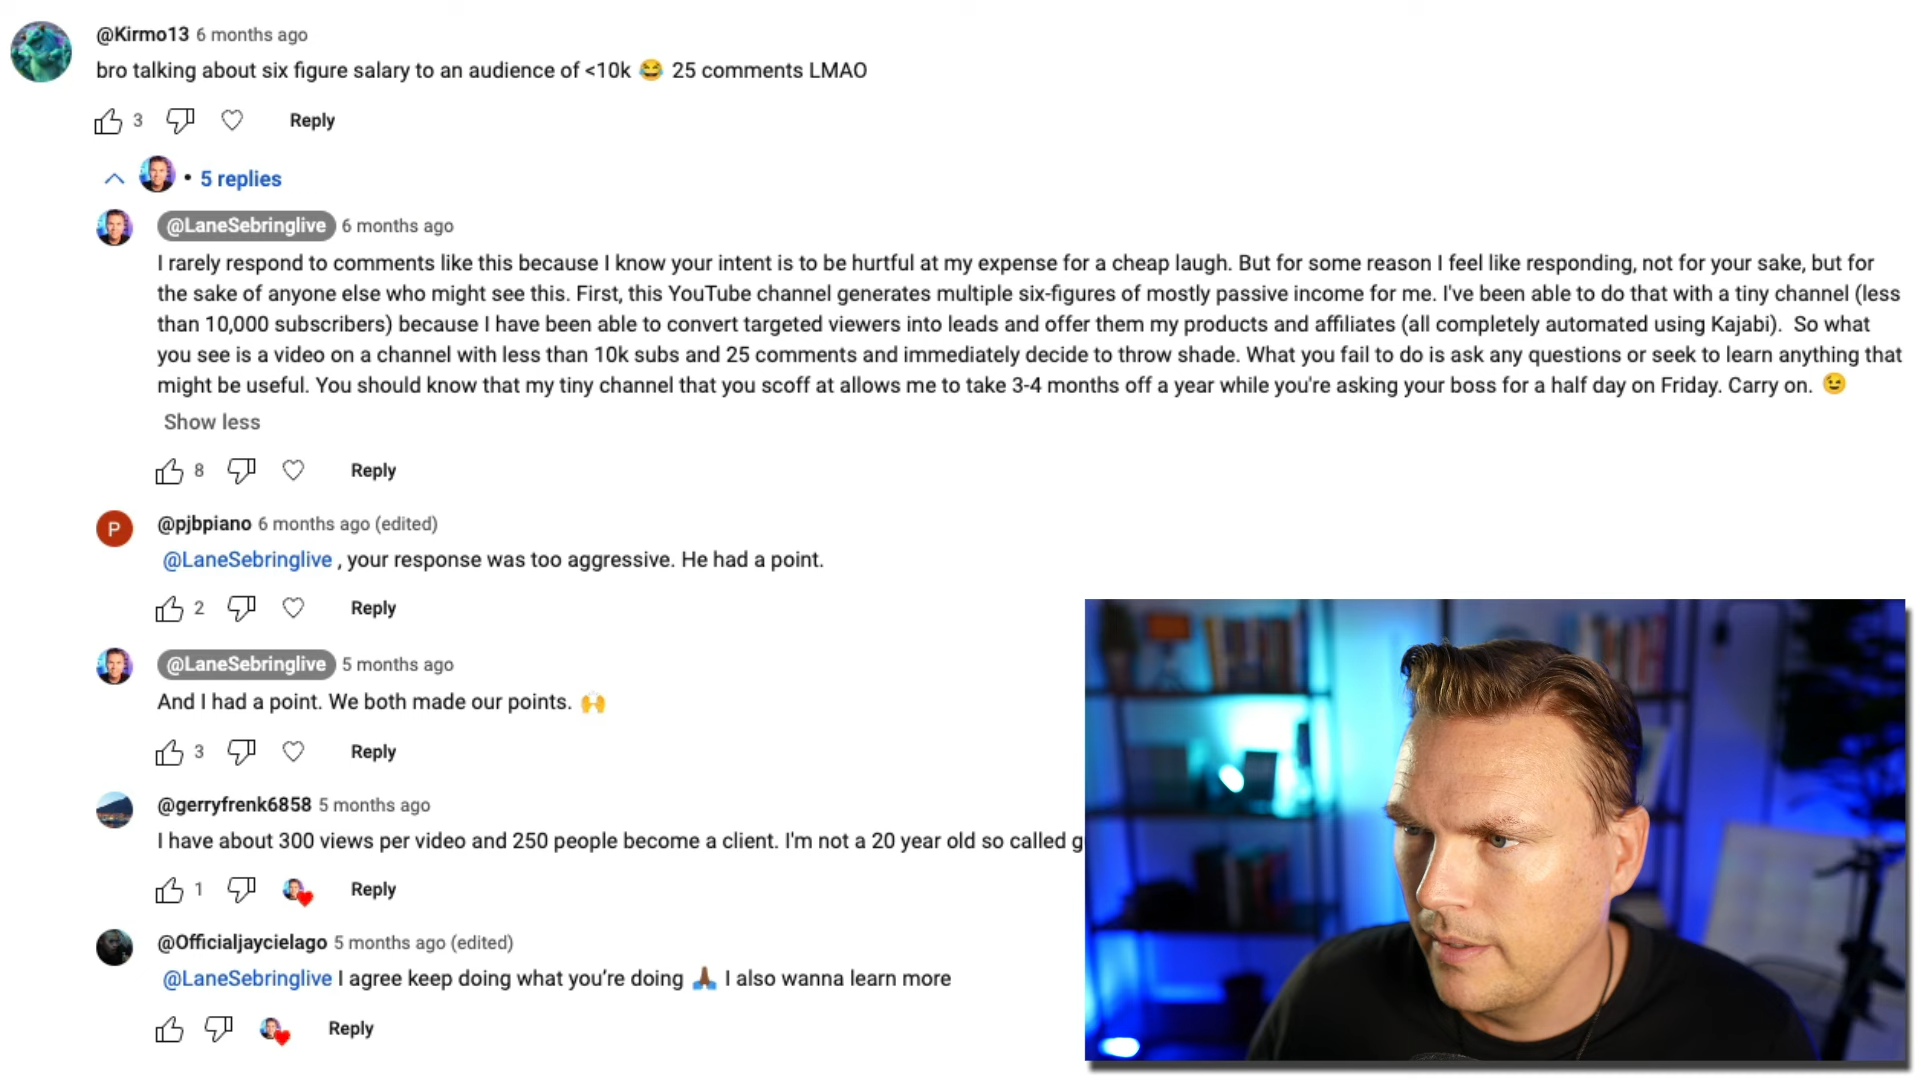 @Kirmo13 6 months ago
bro talking about six figure salary to an audience of <10k 😂 25 comments LMAO
3 Reply
• 5 replies
@LaneSebringlive 6 months ago
I rarely respond to comments like this because I know your intent is to be hurtful at my expense for a cheap laugh. But for some reason I feel like responding, not for your sake, but for
the sake of anyone else who might see this. First, this YouTube channel generates multiple six-figures of mostly passive income for me. I've been able to do that with a tiny channel (less
than 10,000 subscribers) because I have been able to convert targeted viewers into leads and offer them my products and affiliates (all completely automated using Kajabi). So what
you see is a video on a channel with less than 10k subs and 25 comments and immediately decide to throw shade. What you fail to do is ask any questions or seek to learn anything that
might be useful. You should know that my tiny channel that you scoff at allows me to take 3-4 months off a year while you're asking your boss for a half day on Friday. Carry on. 😉
Show less
8 Reply
P
@pjbpiano 6 months ago (edited)
@LaneSebringlive , your response was too aggressive. He had a point.
2 Reply
@LaneSebringlive 5 months ago
And I had a point. We both made our points. 🙌
3 Reply
@gerryfrenk6858 5 months ago
I have about 300 views per video and 250 people become a client. I'm not a 20 year old so called g
1 Reply
@Officialjaycielago 5 months ago (edited)
@LaneSebringlive I agree keep doing what you're doing 🙏🏾 I also wanna learn more
Reply